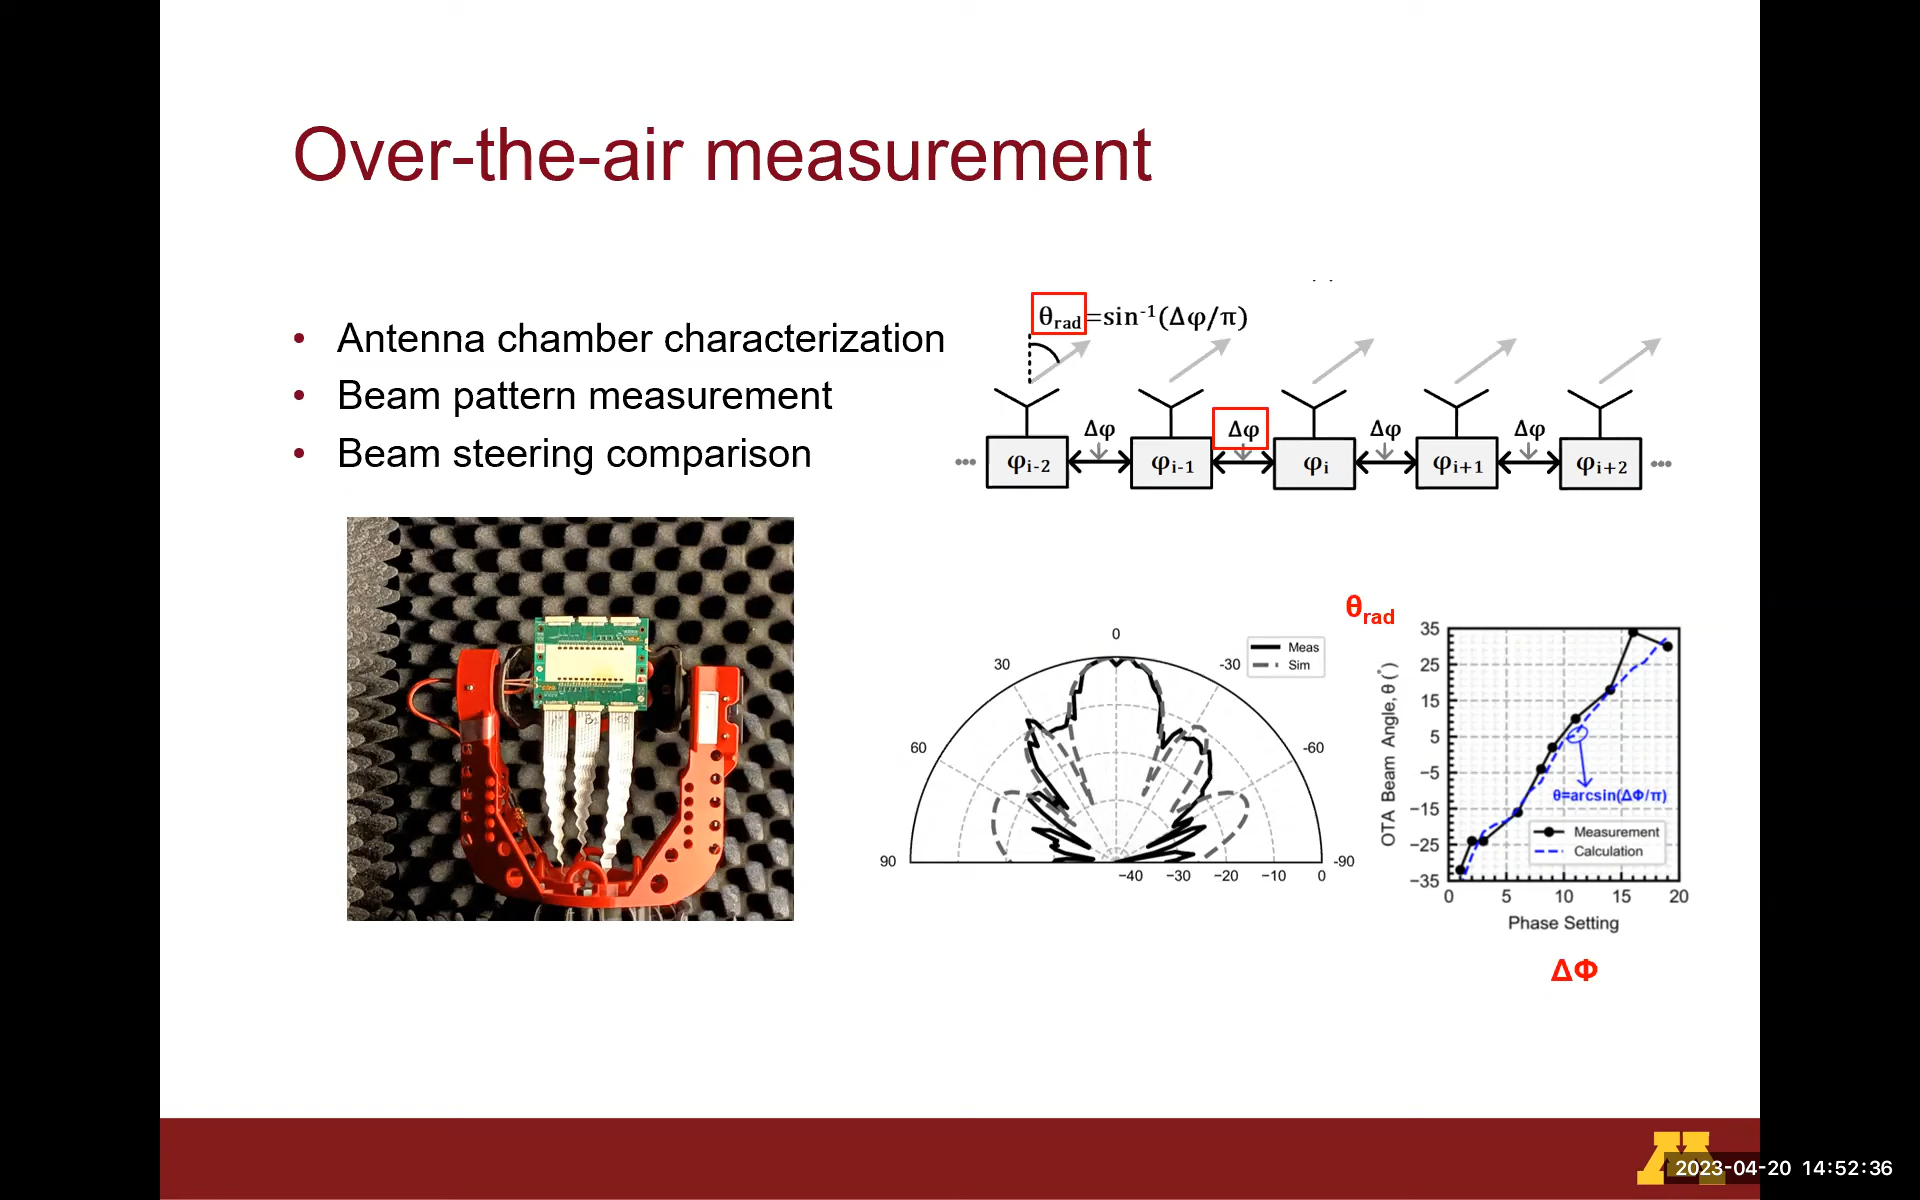 Over-the-air measurement
• Antenna chamber characterization
• Beam pattern measurement
• Beam steering comparison
θrad=sin-1(Δφ/π)
Δφ Δφ Δφ Δφ
••• φi-2 φi-1 φi φi+1 φi+2 •••
0
30 -30
60 -60
90 -90
−40 −30 −20 −10 0
Meas
Sim
θrad
35
25
15
5
−5
−15
−25
−35
OTA Beam Angle, θ (°)
θ=arcsin(ΔΦ/π)
Measurement
Calculation
0 5 10 15 20
Phase Setting
ΔΦ
2023-04-20 14:52:36